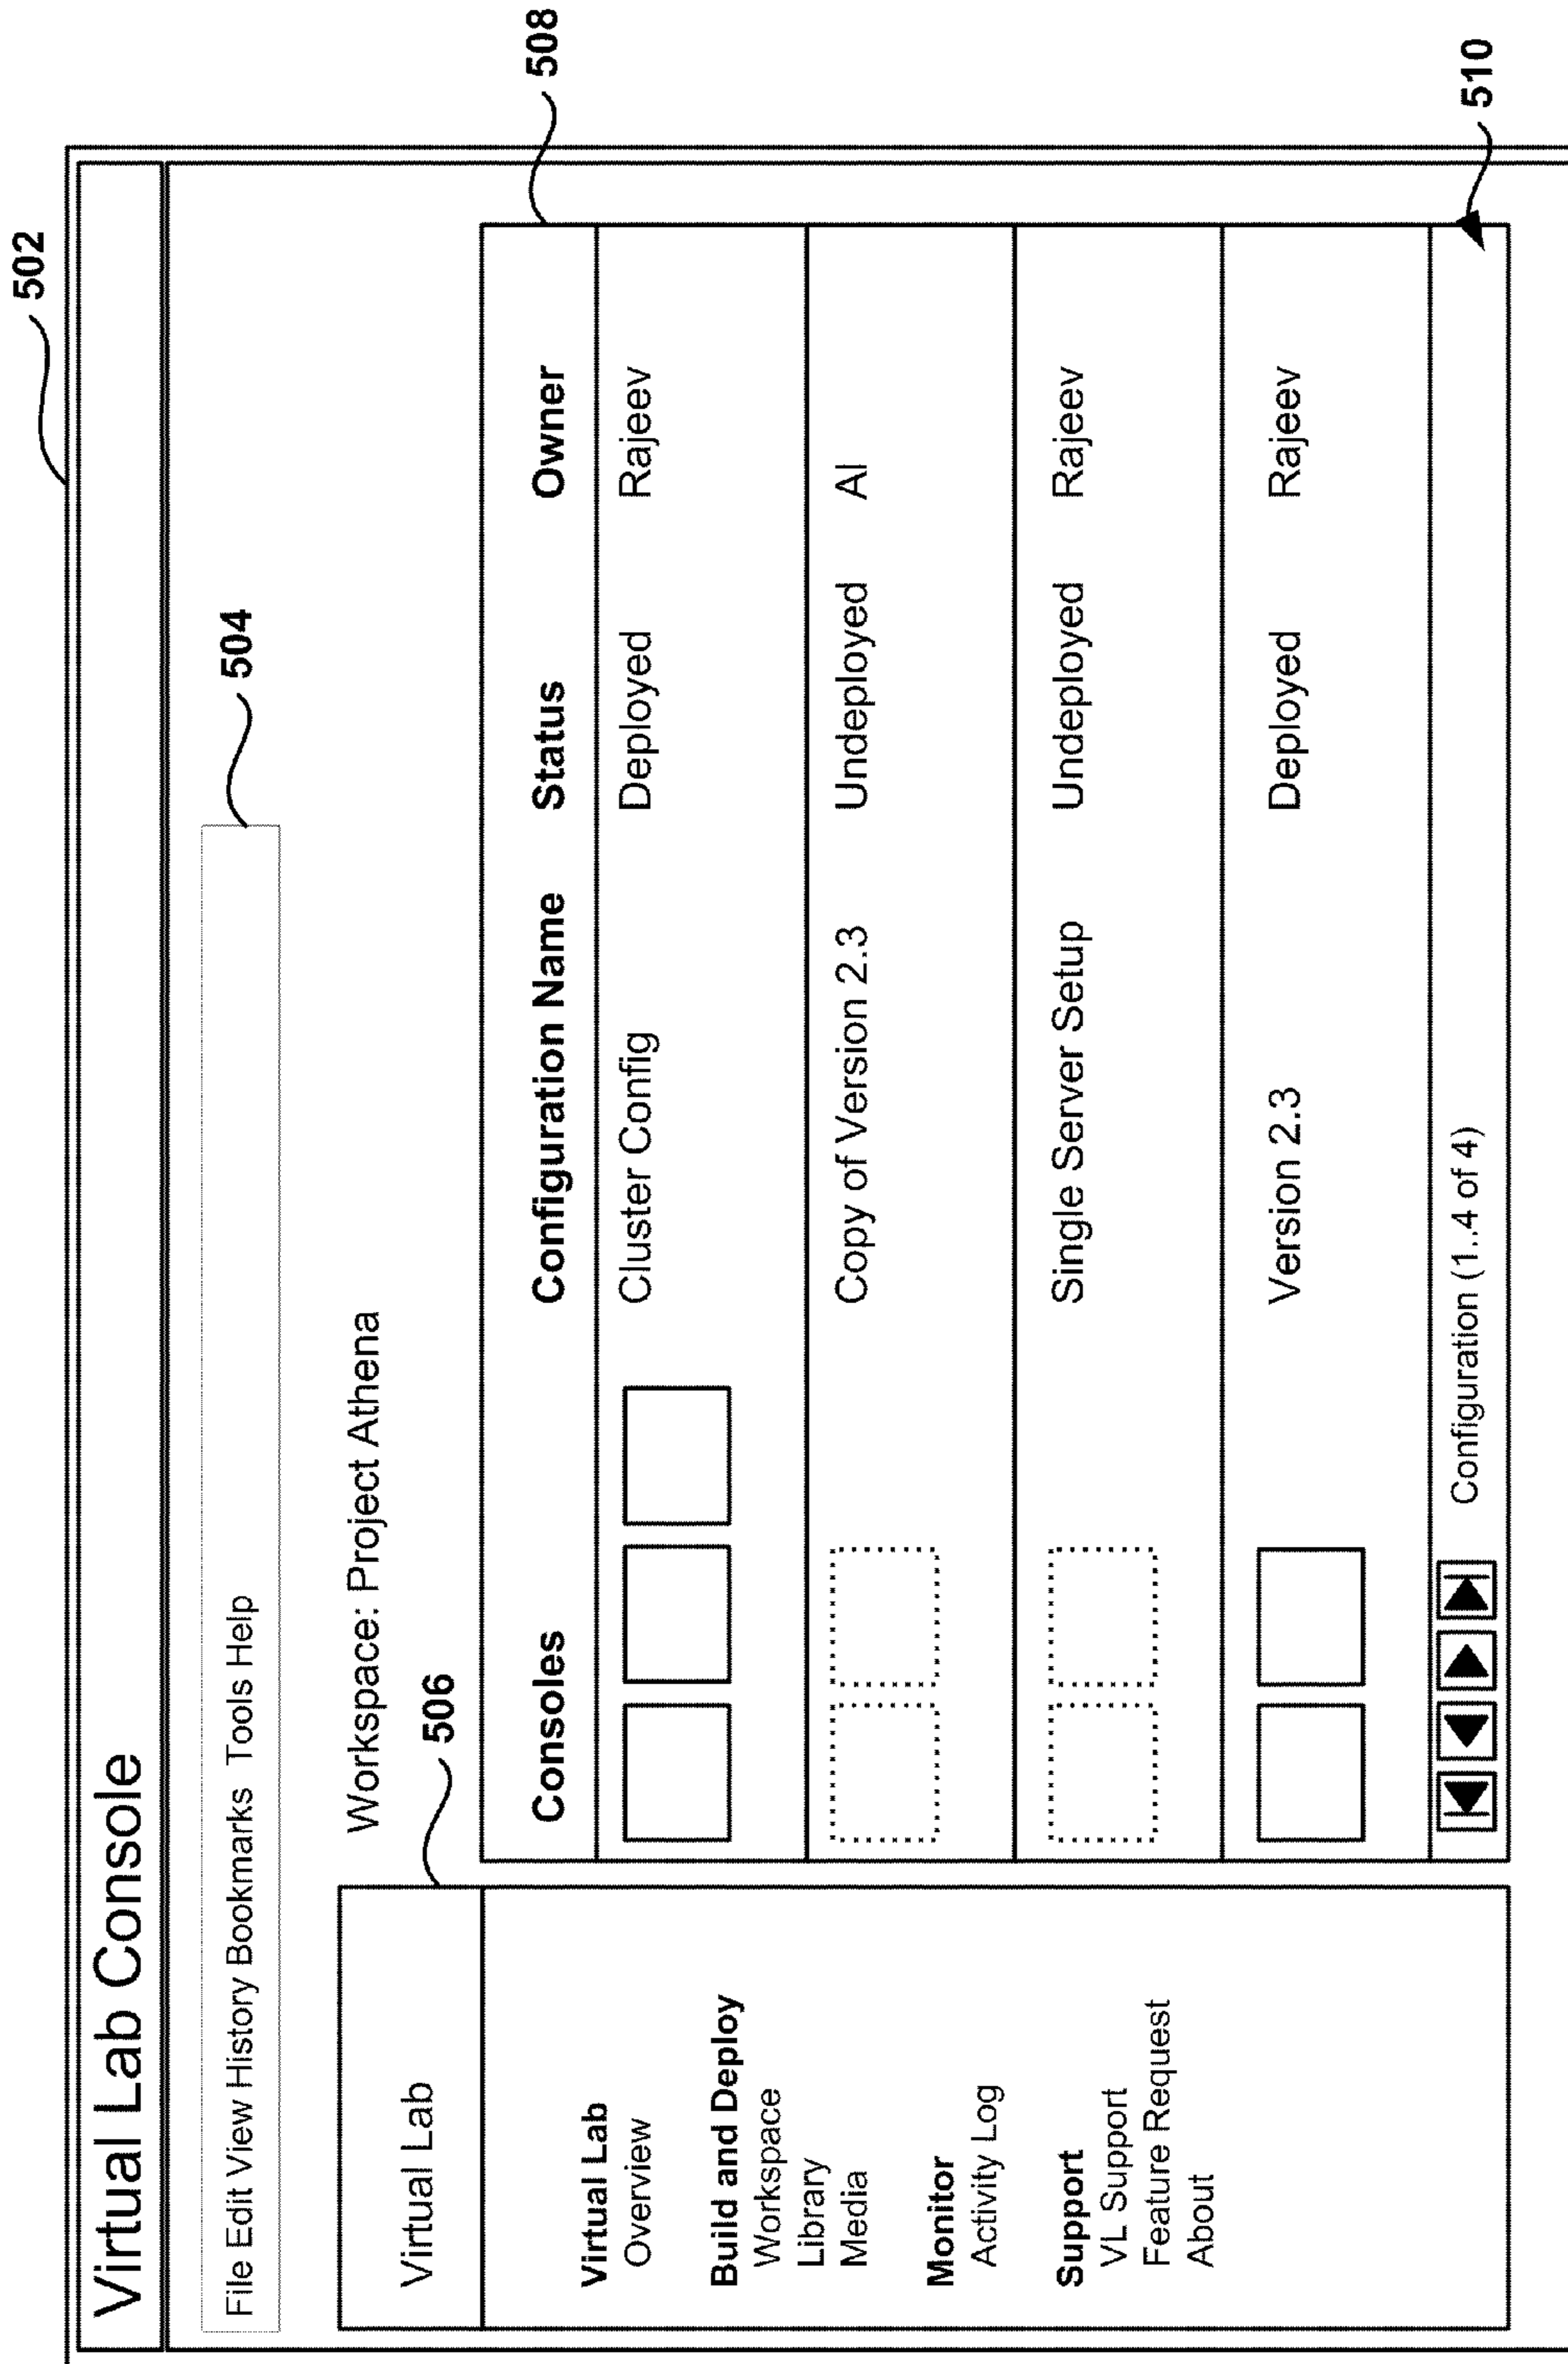 502
Virtual Lab Console
504
File Edit View History Bookmarks Tools Help
Workspace: Project Athena
506
508
Virtual Lab
Virtual Lab
Overview
Build and Deploy
Workspace
Library
Media
Monitor
Activity Log
Support
VL Support
Feature Request
About
Consoles Configuration Name Status Owner
Cluster Config Deployed Rajeev
Copy of Version 2.3 Undeployed Al
Single Server Setup Undeployed Rajeev
Version 2.3 Deployed Rajeev
Configuration (1..4 of 4)
510